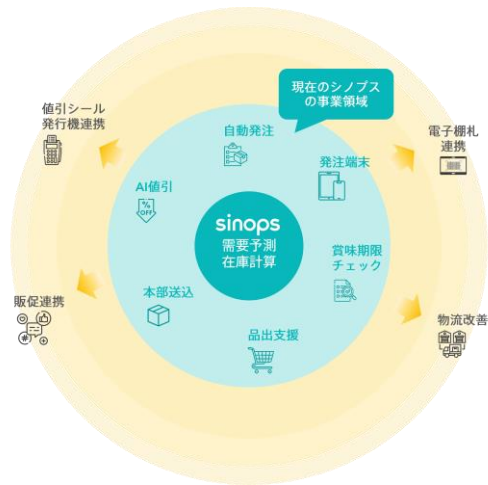 現在のシノプス
の事業領域
値引シール
発行機連携
自動発注
電子棚札
連携
発注端末
AI値引
%
OFF
sinops
需要予測
在庫計算
賞味期限
チェック
本部送込
販促連携
#
品出支援
物流改善